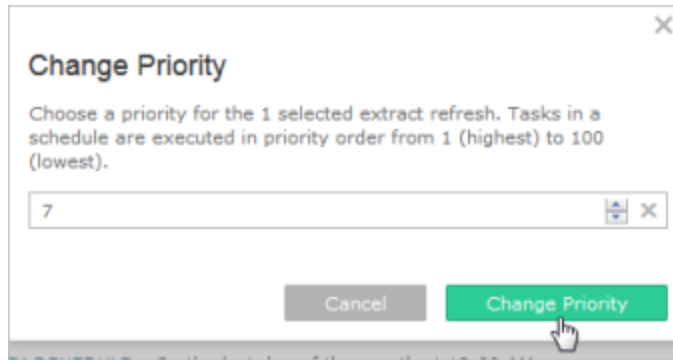 Change Priority
Choose a priority for the 1 selected extract refresh. Tasks in a
schedule are executed in priority order from 1 (highest) to 100
(lowest).
7
Cancel
Change Priority